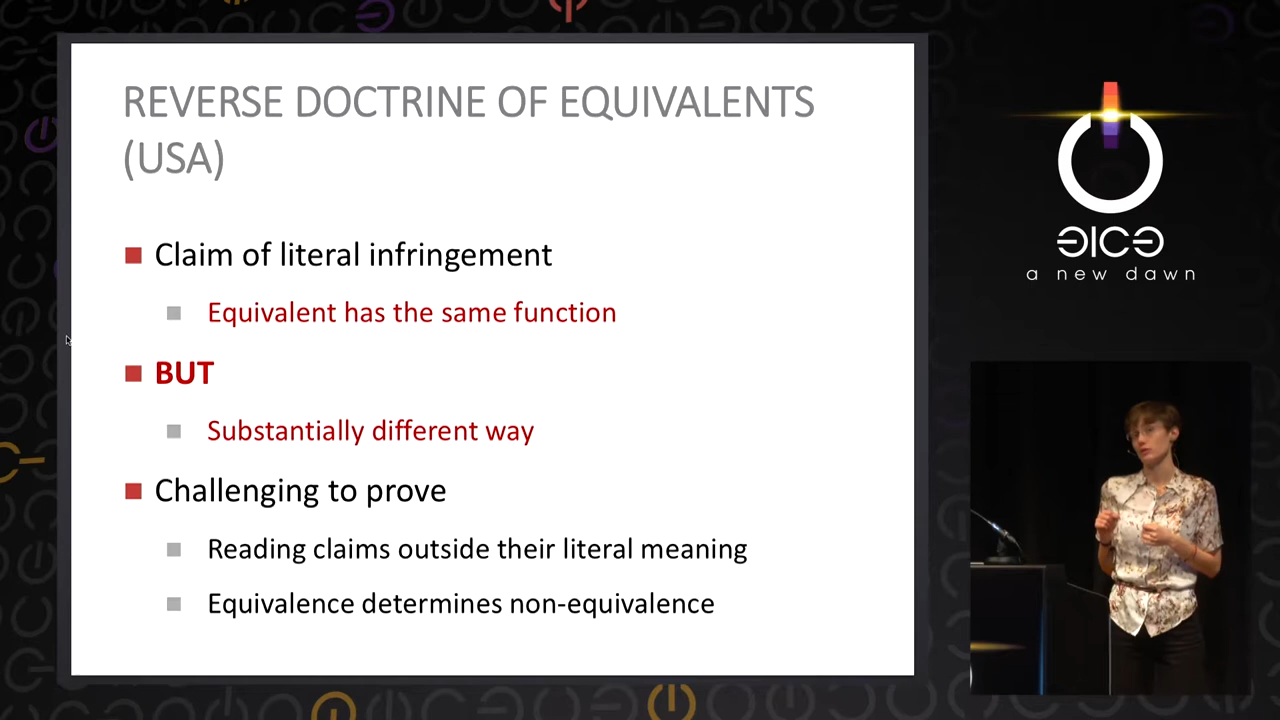 REVERSE DOCTRINE OF EQUIVALENTS
(USA)
Claim of literal infringement
Equivalent has the same function
BUT
Substantially different way
Challenging to prove
Reading claims outside their literal meaning
Equivalence determines non-equivalence
31C3
a new dawn